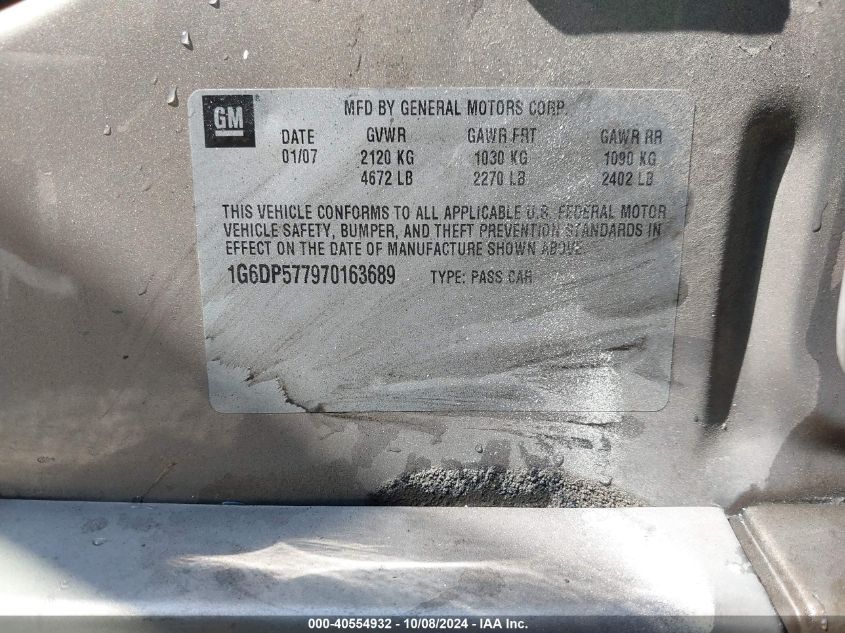 GM
MFD BY GENERAL MOTORS CORP.
DATE GVWR GAWR FRT GAWR RR
01/07 2120 KG 1030 KG 1090 KG
4672 LB 2270 LB 2402 LB
THIS VEHICLE CONFORMS TO ALL APPLICABLE U.S. FEDERAL MOTOR
VEHICLE SAFETY, BUMPER, AND THEFT PREVENTION STANDARDS IN
EFFECT ON THE DATE OF MANUFACTURE SHOWN ABOVE.
1G6DP577970163689 TYPE: PASS CAR
000-40554932 - 10/08/2024 - IAA Inc.